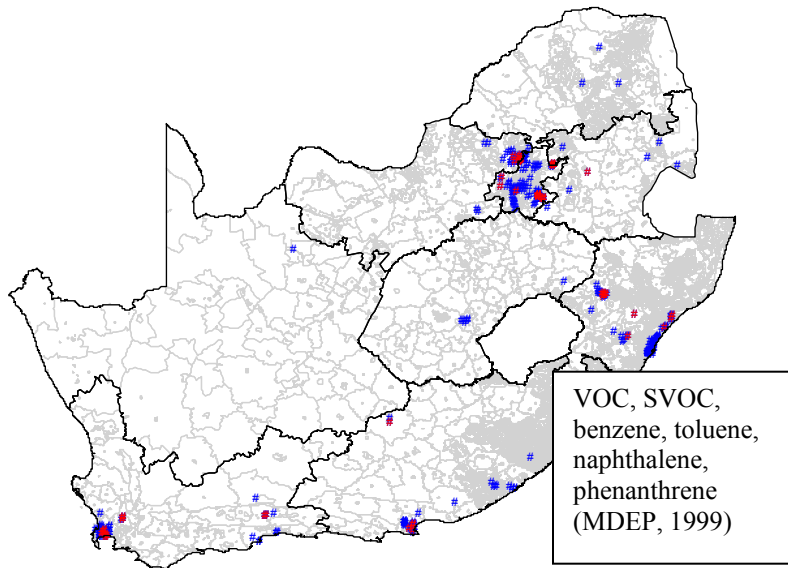 VOC, SVOC,
benzene, toluene,
naphthalene,
phenanthrene
(MDEP, 1999)